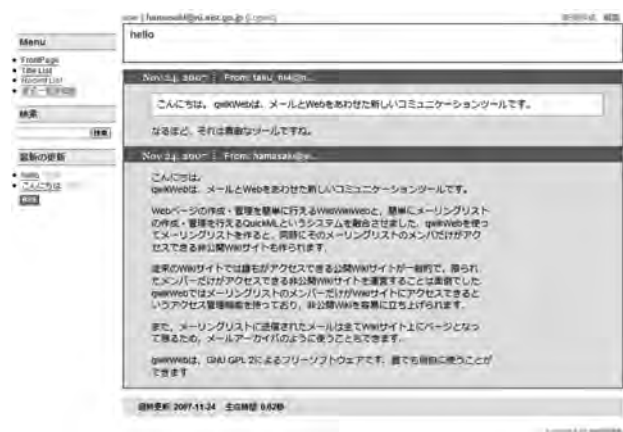 hello
Menu
FrontPage
Title List
Recent List
検索
検索
最新の更新
hello
こんにちは
Nov 24, 2007 | From: taku_nie@n...
こんにちは。qwikWebは、メールとWebをあわせた新しいコミュニケーションツールです。
なるほど、それは素敵なツールですね。
Nov 24, 2007 | From: hamasaki@n...
こんにちは。
qwikWebは、メールとWebをあわせた新しいコミュニケーションツールです。
Webページの作成・管理を簡単に行えるWikiWikiWebと、簡単にメーリングリスト
の作成・管理を行えるQuickMLというシステムを融合させました。qwikWebを使っ
てメーリングリストを作ると、同時にそのメーリングリストのメンバだけがアク
セスできる非公開Wikiサイトも作られます。
従来のWikiサイトでは誰もがアクセスできる公開Wikiサイトが一般的で、限られ
たメンバーだけがアクセスできる非公開Wikiサイトを運営することは面倒でした。
qwikWebではメーリングリストのメンバーだけがWikiサイトにアクセスできると
いうアクセス管理機能を持っており、非公開Wikiを容易に立ち上げられます。
また、メーリングリストに送信されたメールは全てWikiサイト上にページとなっ
て残るため、メールアーカイバのように使うこともできます。
qwikWebは、GNU GPL 2によるフリーソフトウェアです。誰でも自由に使うことが
できます
最終更新 2007-11-24 生成時間 0.02秒